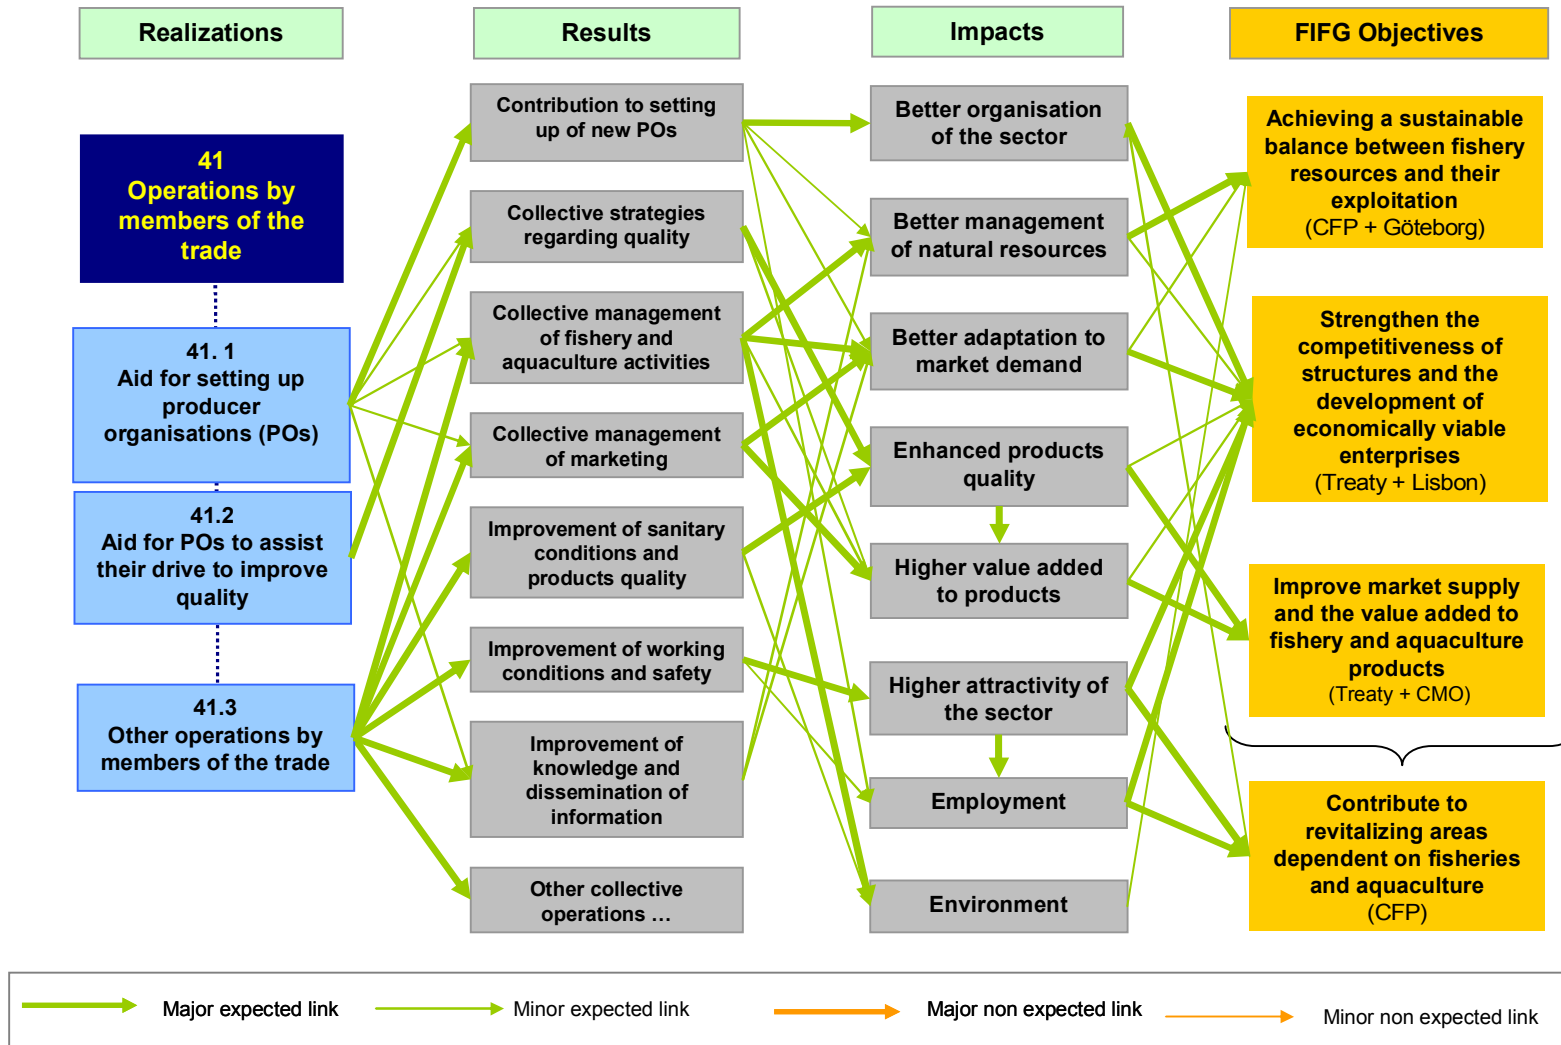 Realizations
Results
Impacts
FIFG Objectives
41
Operations by
members of the
trade
41. 1
Aid for setting up
producer
organisations (POs)
41.2
Aid for POs to assist
their drive to improve
quality
41.3
Other operations by
members of the trade
Contribution to setting
up of new POs
Collective strategies
regarding quality
Collective management
of fishery and
aquaculture activities
Collective management
of marketing
Improvement of sanitary
conditions and
products quality
Improvement of working
conditions and safety
Improvement of
knowledge and
dissemination of
information
Other collective
operations …
Better organisation
of the sector
Better management
of natural resources
Better adaptation to
market demand
Enhanced products
quality
Higher value added
to products
Higher attractivity of
the sector
Employment
Environment
Achieving a sustainable
balance between fishery
resources and their
exploitation
(CFP + Göteborg)
Strengthen the
competitiveness of
structures and the
development of
economically viable
enterprises
(Treaty + Lisbon)
Improve market supply
and the value added to
fishery and aquaculture
products
(Treaty + CMO)
Contribute to
revitalizing areas
dependent on fisheries
and aquaculture
(CFP)
Major expected link
Minor expected link
Major non expected link
Minor non expected link